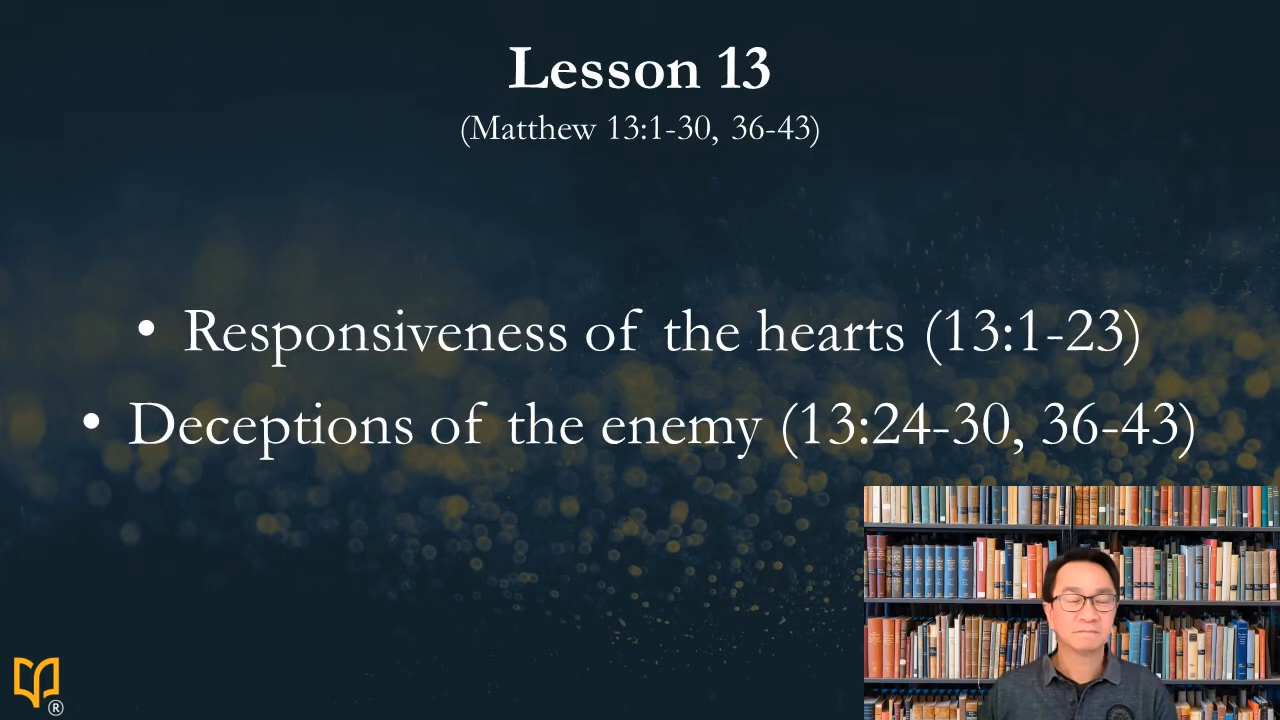 Lesson 13
(Matthew 13:1-30, 36-43)
• Responsiveness of the hearts (13:1-23)
• Deceptions of the enemy (13:24-30, 36-43)
®